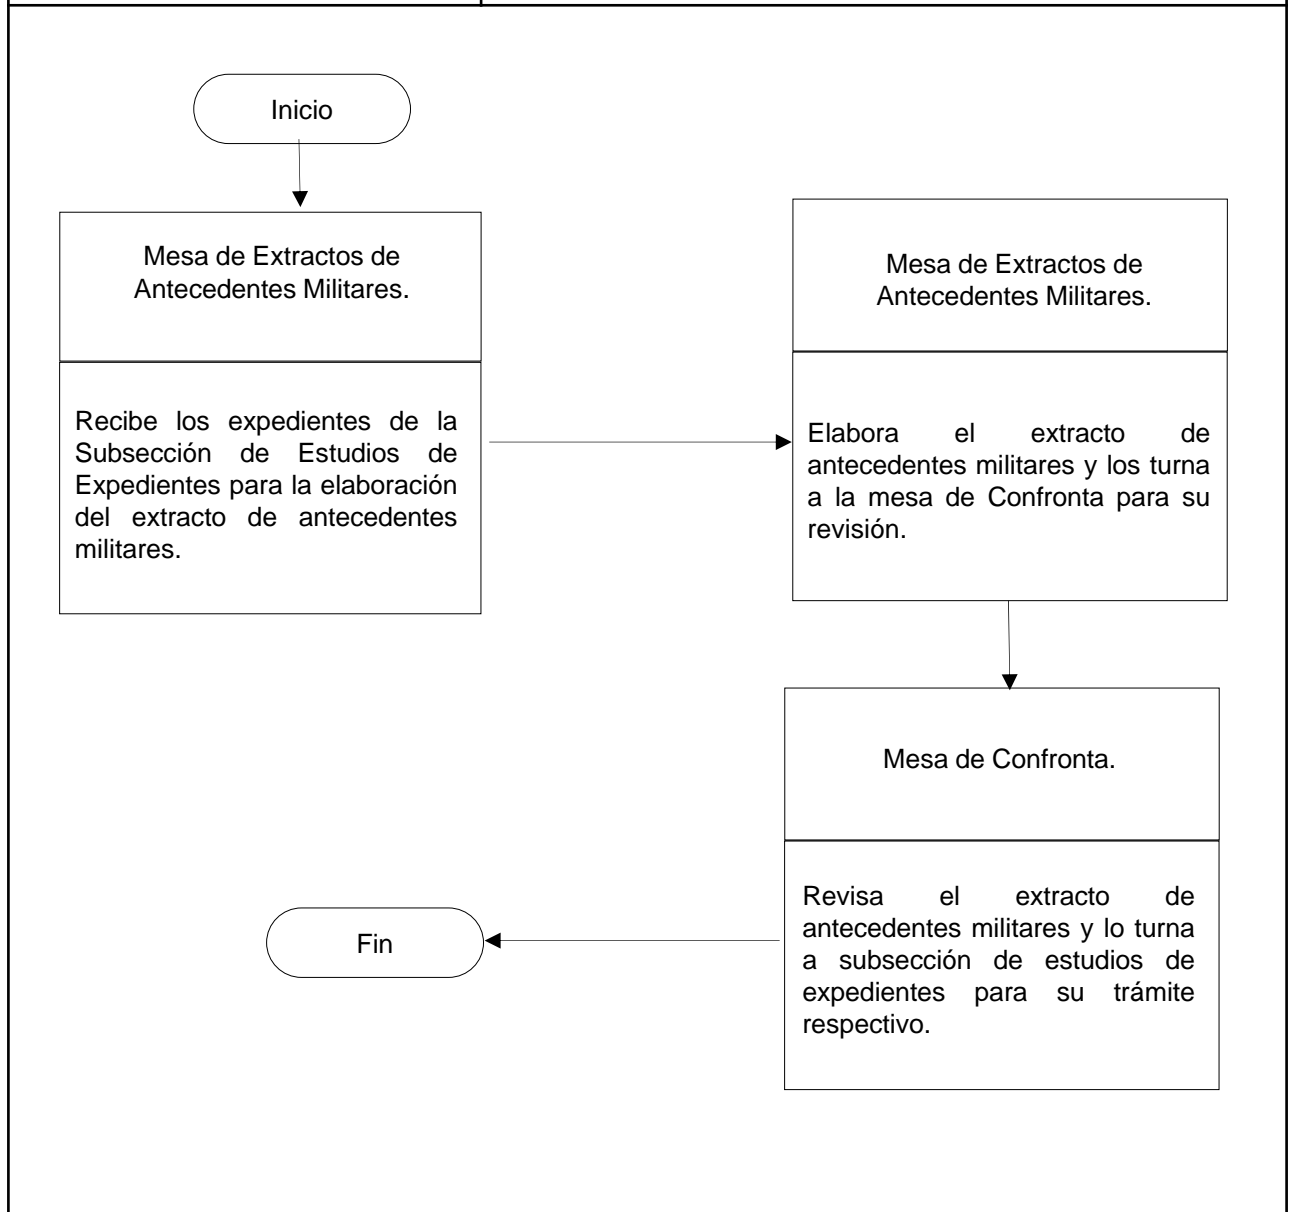 Inicio
Mesa de Extractos de
Antecedentes Militares.
Recibe los expedientes de la
Subsección de Estudios de
Expedientes para la elaboración
del extracto de antecedentes
militares.
Mesa de Extractos de
Antecedentes Militares.
Elabora el extracto de
antecedentes militares y los turna
a la mesa de Confronta para su
revisión.
Mesa de Confronta.
Revisa el extracto de
antecedentes militares y lo turna
a subsección de estudios de
expedientes para su trámite
respectivo.
Fin